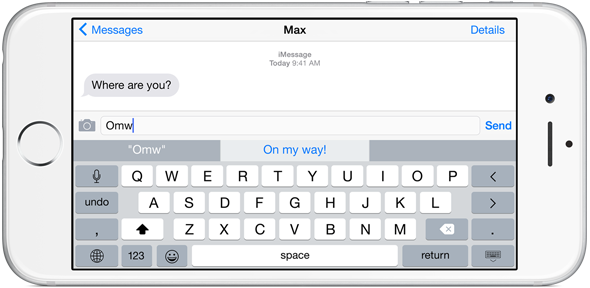 Messages Max Details
iMessage
Today 9:41 AM
Where are you?
Omw Send
"Omw" On my way!
Q W E R T Y U I O P <
undo A S D F G H J K L >
, Z X C V B N M .
123 space return